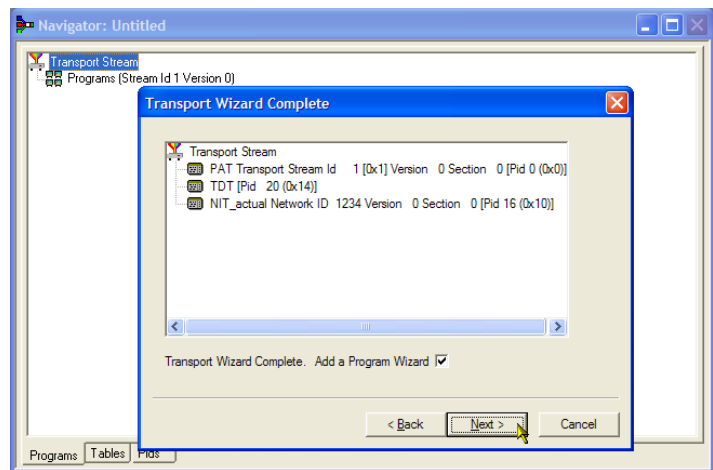 Navigator: Untitled
Transport Stream
Programs (Stream Id 1 Version 0)
Transport Wizard Complete
Transport Stream
PAT Transport Stream Id 1 [0x1] Version 0 Section 0 [Pid 0 (0x0)]
TDT [Pid 20 (0x14)]
NIT_actual Network ID 1234 Version 0 Section 0 [Pid 16 (0x10)]
Transport Wizard Complete. Add a Program Wizard
< Back Next > Cancel
Programs Tables Pids